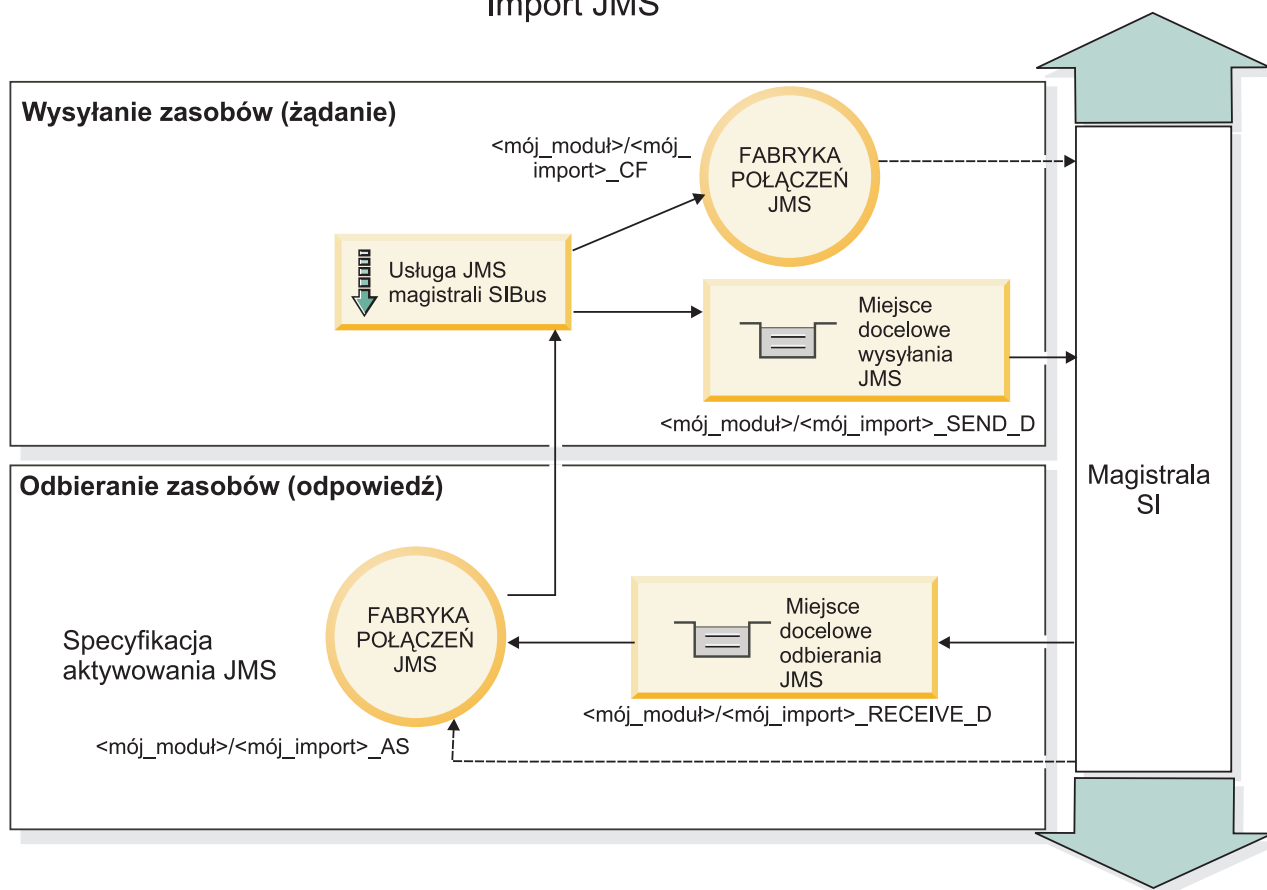 Import JMS
Wysyłanie zasobów (żądanie)
<mój_moduł>/<mój_
import>_CF
FABRYKA
POŁĄCZEŃ
JMS
Usługa JMS
magistrali SIBus
Miejsce
docelowe
wysyłania
JMS
<mój_moduł>/<mój_import>_SEND_D
Magistrala
SI
Odbieranie zasobów (odpowiedź)
Specyfikacja
aktywowania JMS
FABRYKA
POŁĄCZEŃ
JMS
Miejsce
docelowe
odbierania
JMS
<mój_moduł>/<mój_import>_RECEIVE_D
<mój_moduł>/<mój_import>_AS